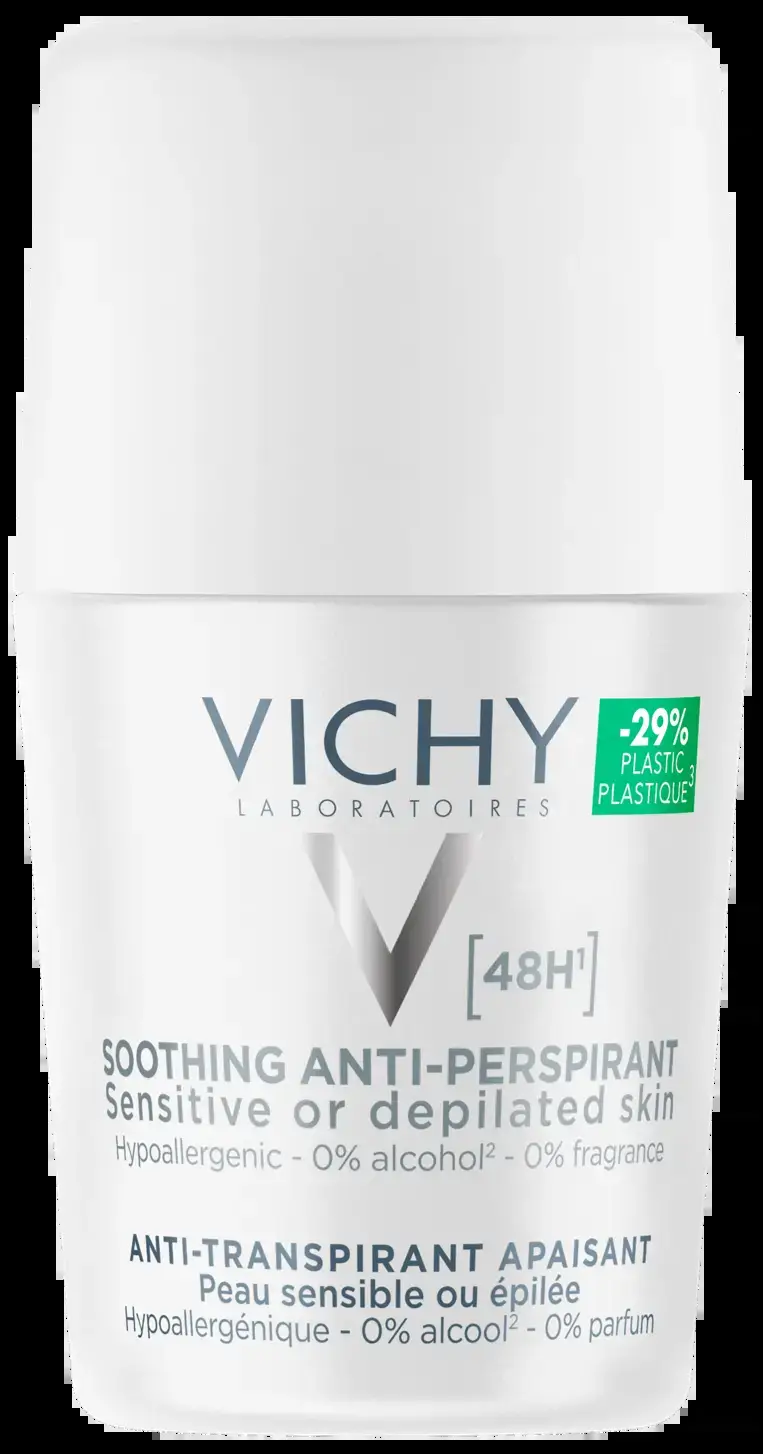 VICHY
LABORATOIRES
-29%
PLASTIC
PLASTIQUE³
V
[48H¹]
SOOTHING ANTI-PERSPIRANT
Sensitive or depilated skin
Hypoallergenic - 0% alcohol² - 0% fragrance
ANTI-TRANSPIRANT APAISANT
Peau sensible ou épilée
Hypoallergénique - 0% alcool² - 0% parfum